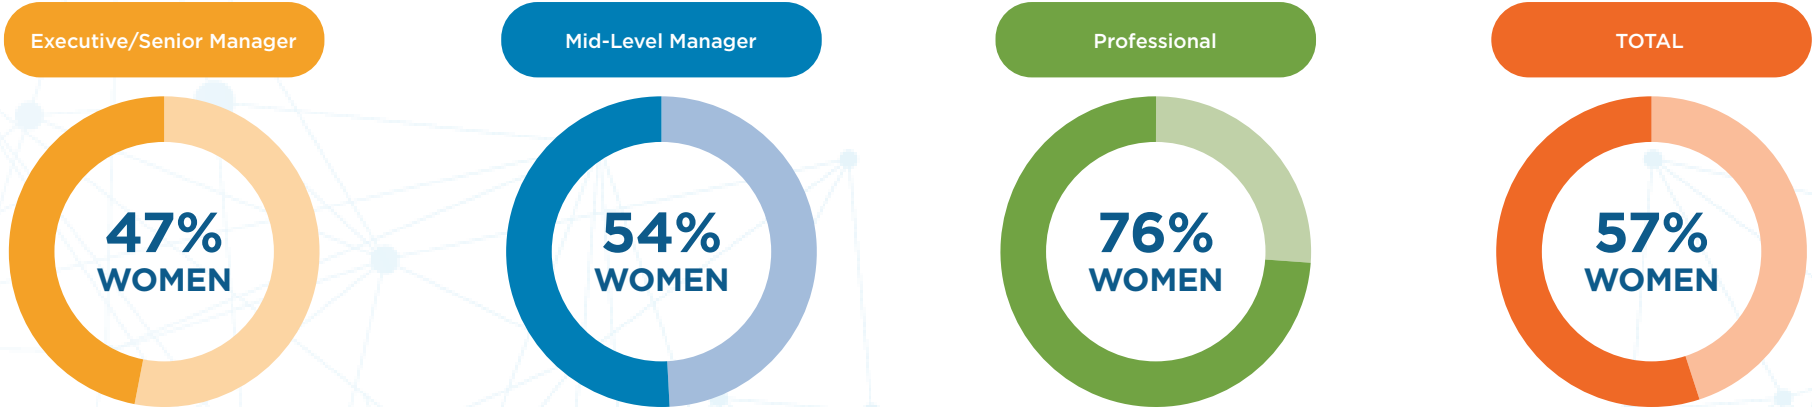 Executive/Senior Manager
47%
WOMEN
Mid-Level Manager
54%
WOMEN
Professional
76%
WOMEN
TOTAL
57%
WOMEN